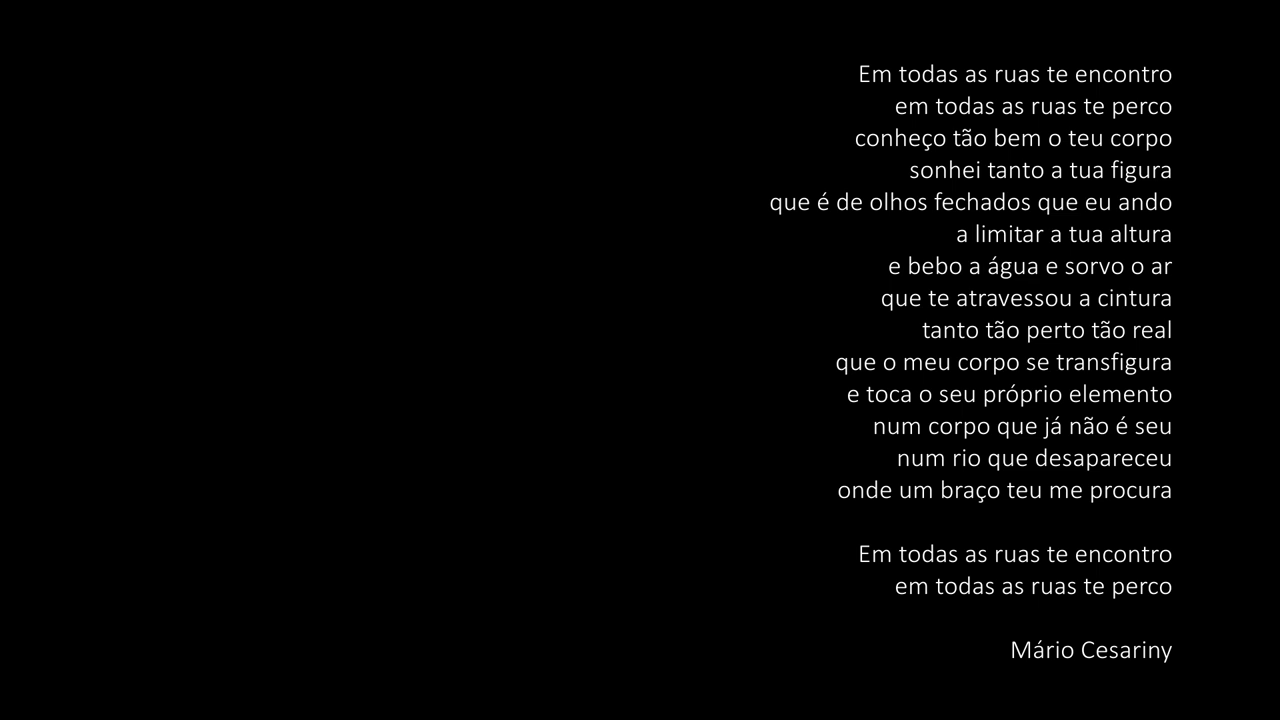 Em todas as ruas te encontro
em todas as ruas te perco
conheço tão bem o teu corpo
sonhei tanto a tua figura
que é de olhos fechados que eu ando
a limitar a tua altura
e bebo a água e sorvo o ar
que te atravessou a cintura
tanto tão perto tão real
que o meu corpo se transfigura
e toca o seu próprio elemento
num corpo que já não é seu
num rio que desapareceu
onde um braço teu me procura
Em todas as ruas te encontro
em todas as ruas te perco
Mário Cesariny